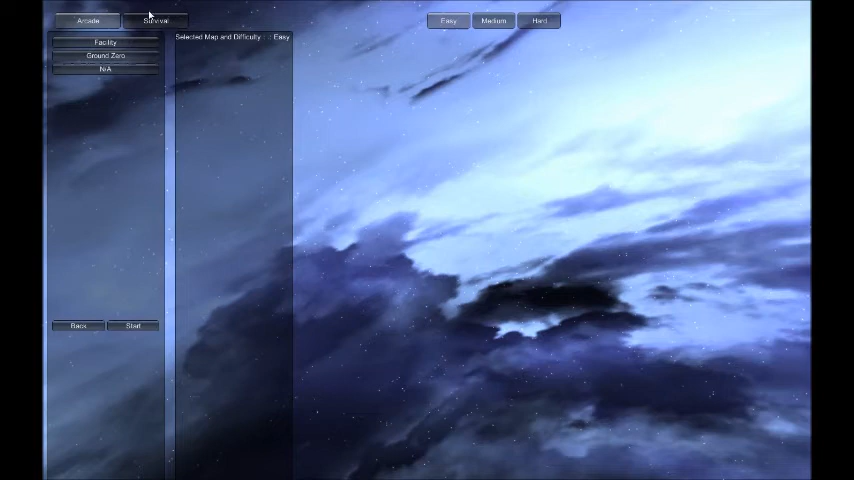 Arcade Survival Easy Medium Hard
Selected Map and Difficulty : :: Easy
Facility
Ground Zero
N/A
Back Start